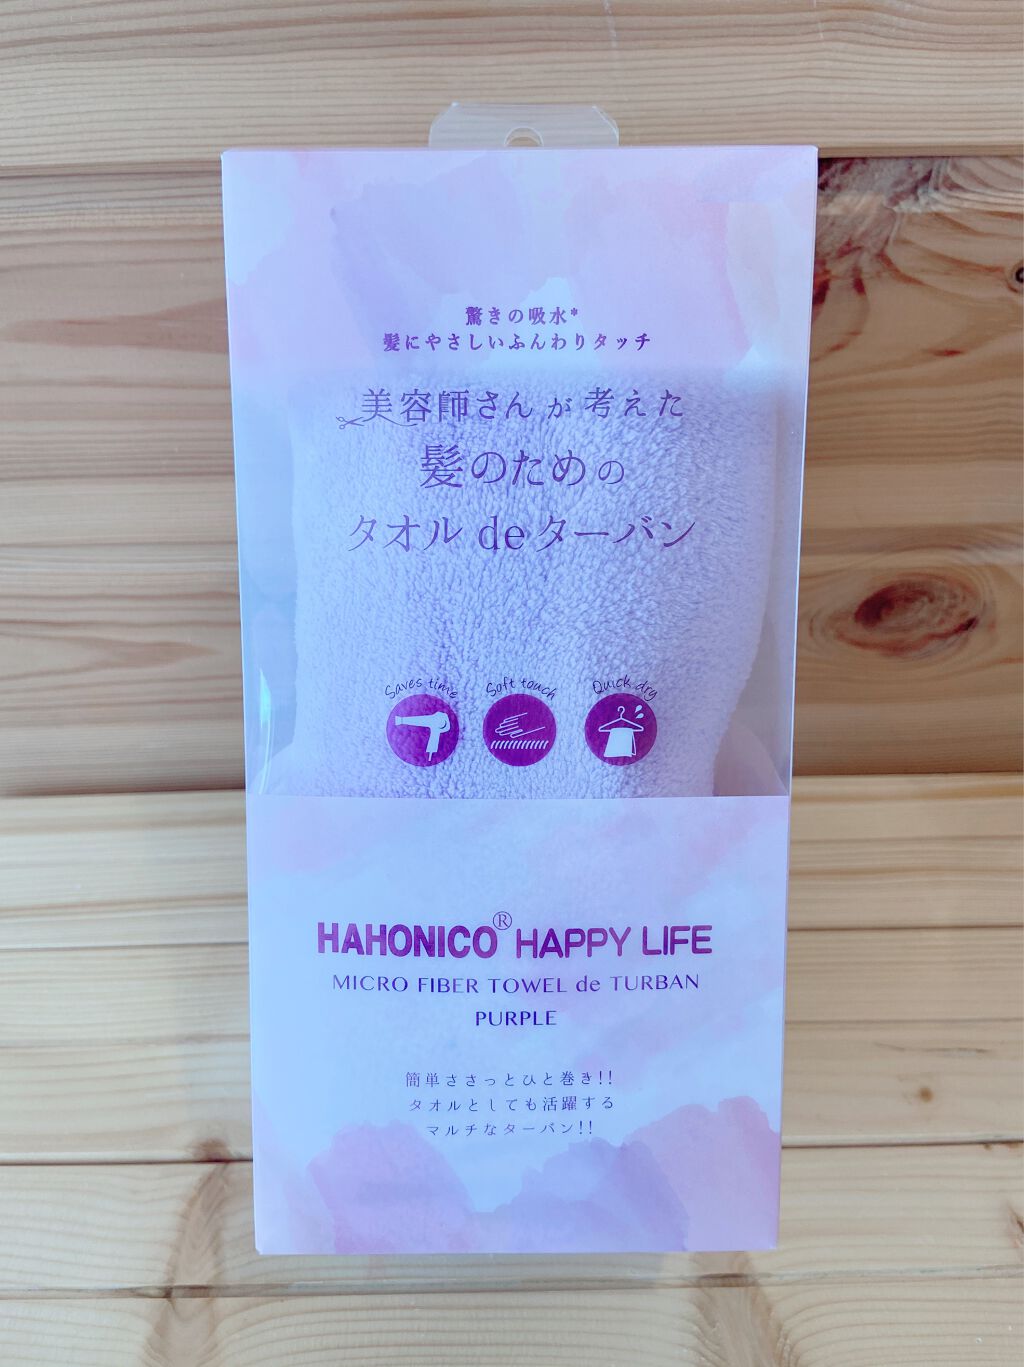 驚きの吸水*
髪にやさしいふんわりタッチ
美容師さんが考えた
髪のための
タオル deターバン
Saves time Soft touch Quick dry
HAHONICO® HAPPY LIFE
MICRO FIBER TOWEL de TURBAN
PURPLE
簡単ささっとひと巻き!!
タオルとしても活躍する
マルチなターバン!!